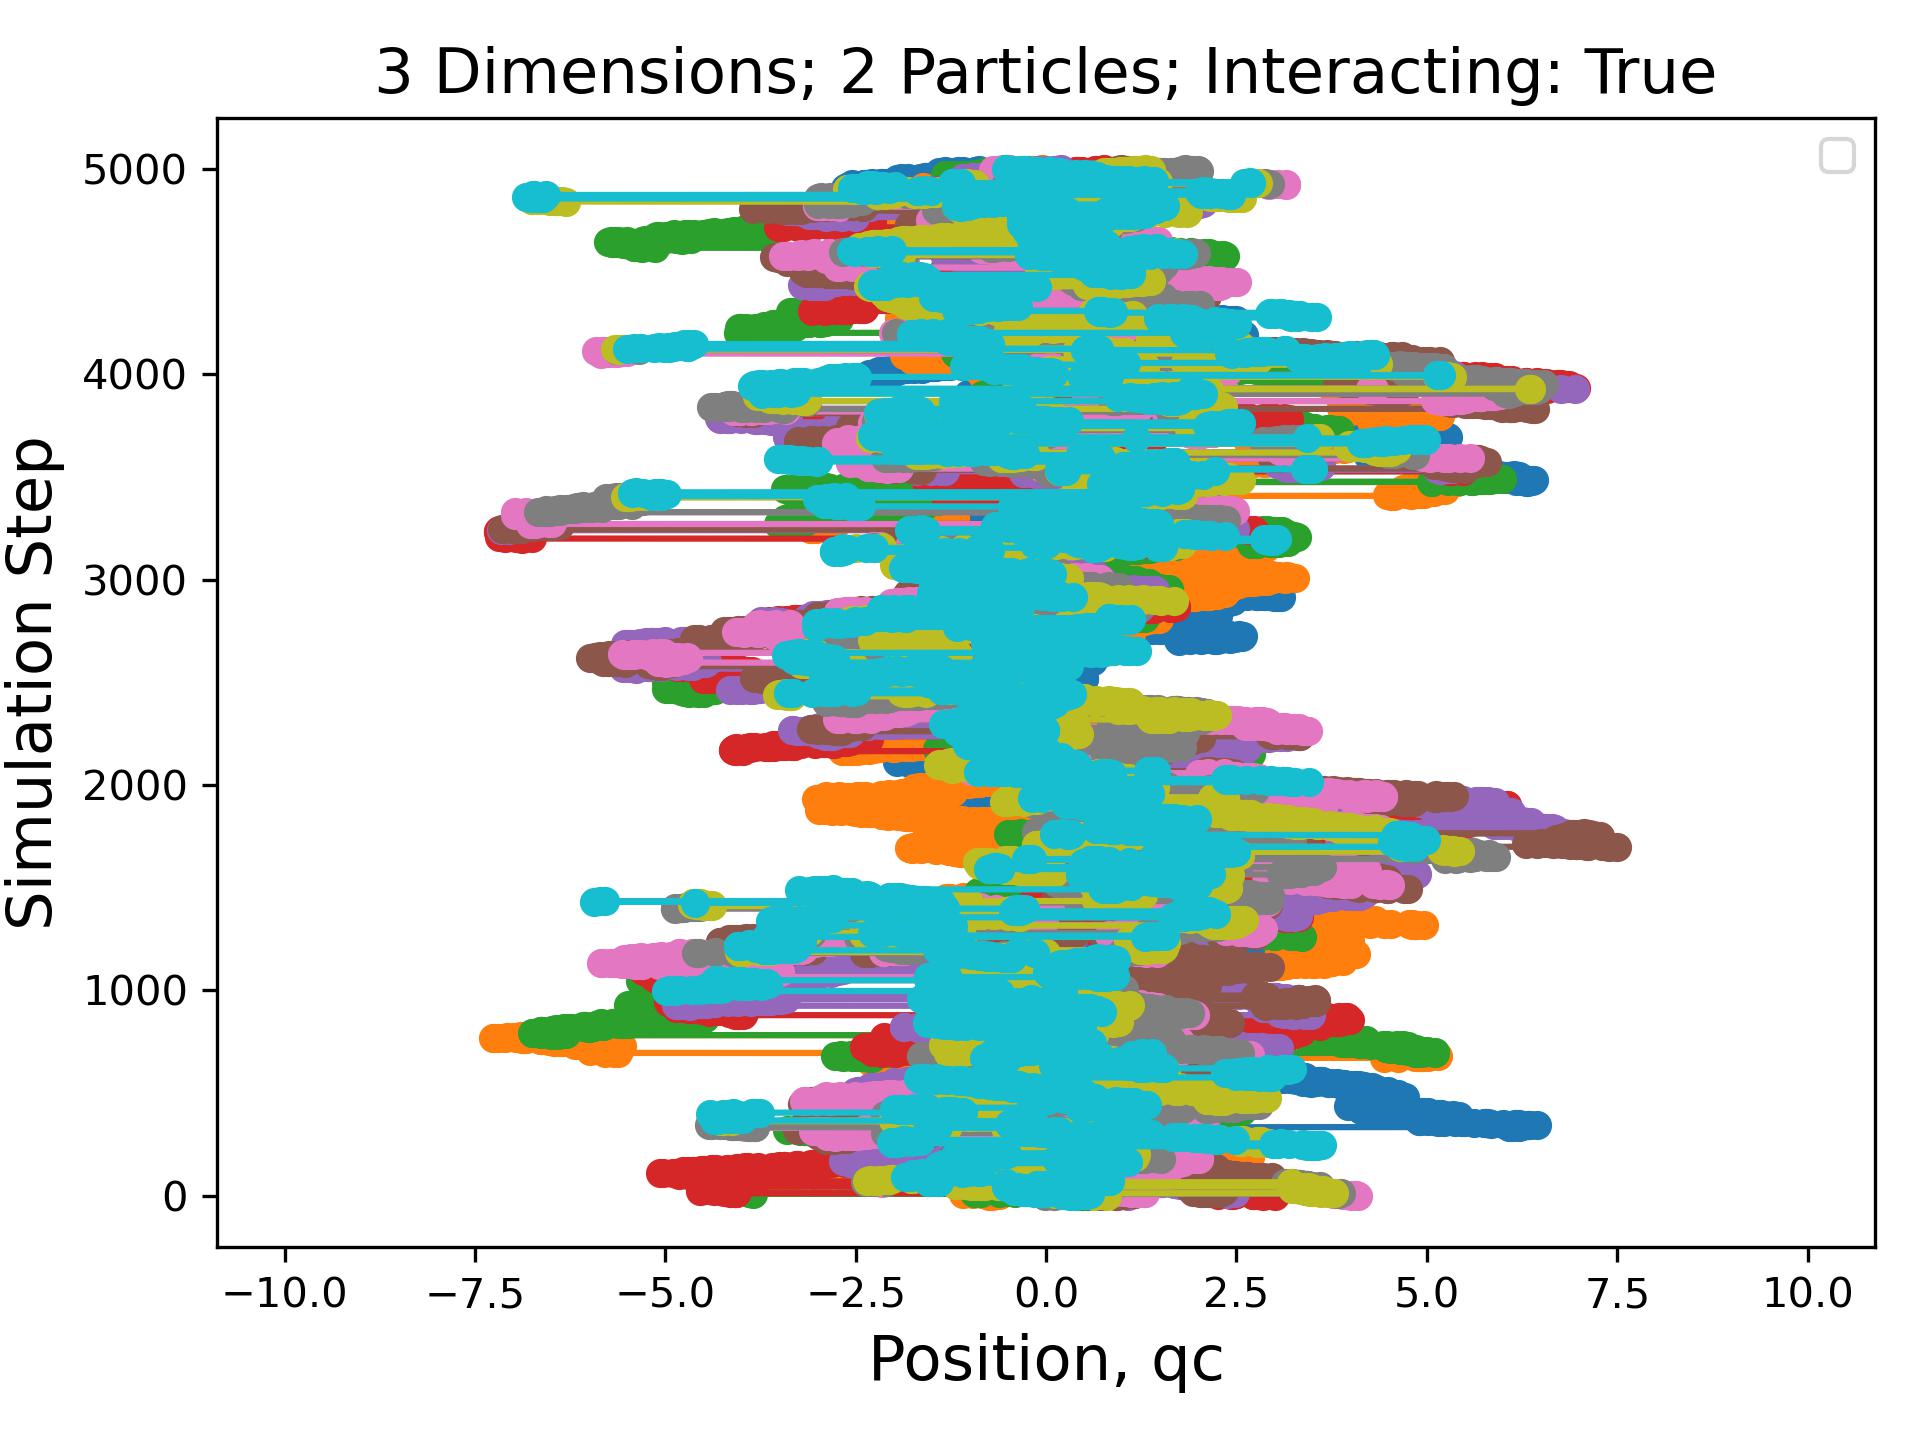 3 Dimensions; 2 Particles; Interacting: True
5000
4000
3000
2000
1000
0
Simulation Step
−10.0 −7.5 −5.0 −2.5 0.0 2.5 5.0 7.5 10.0
Position, qc